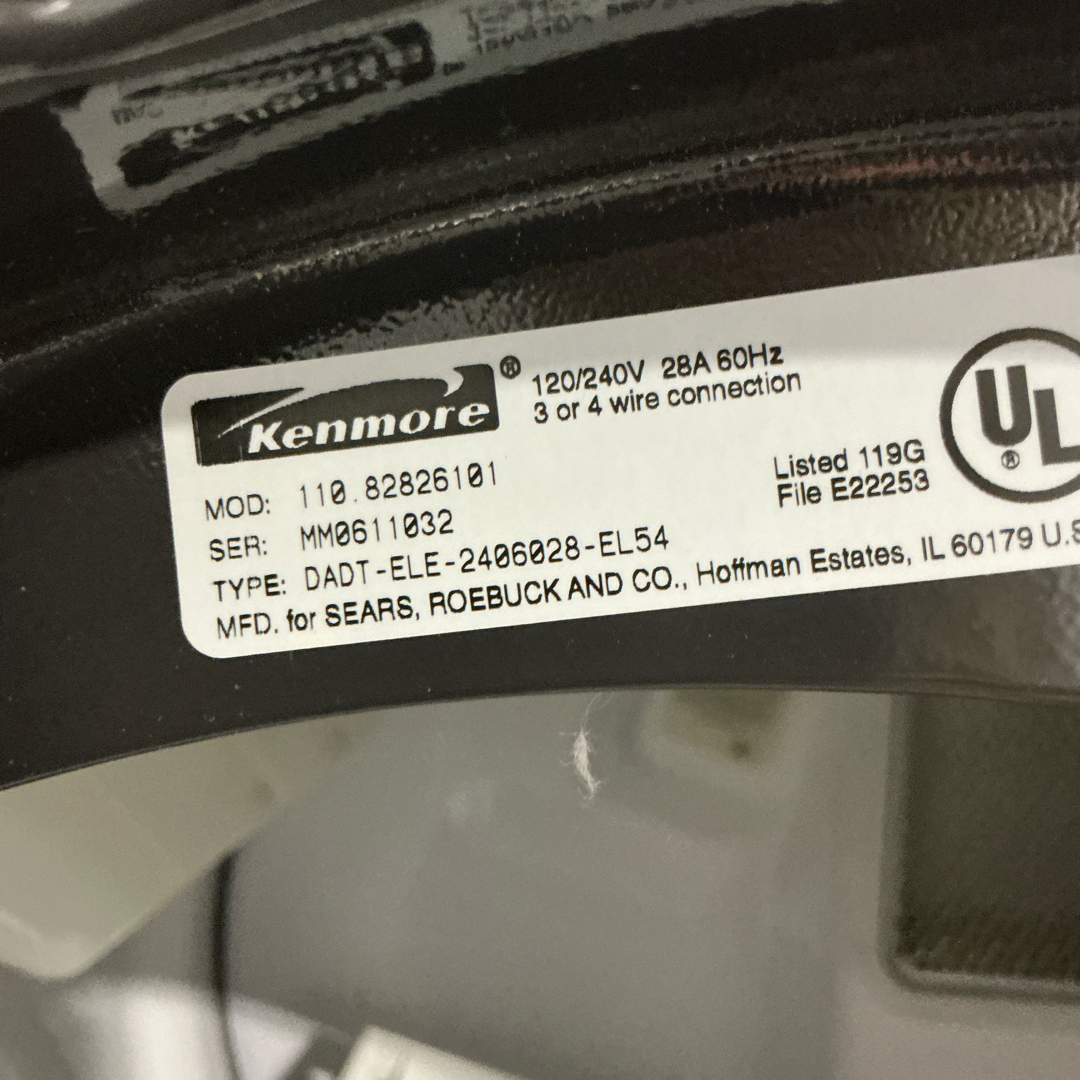 Kenmore®
120/240V 28A 60Hz
3 or 4 wire connection
MOD: 110.82826101
SER: MM0611032
TYPE: DADT-ELE-2406028-EL54
MFD. for SEARS, ROEBUCK AND CO., Hoffman Estates, IL 60179 U.S
Listed 119G
File E22253
UL®